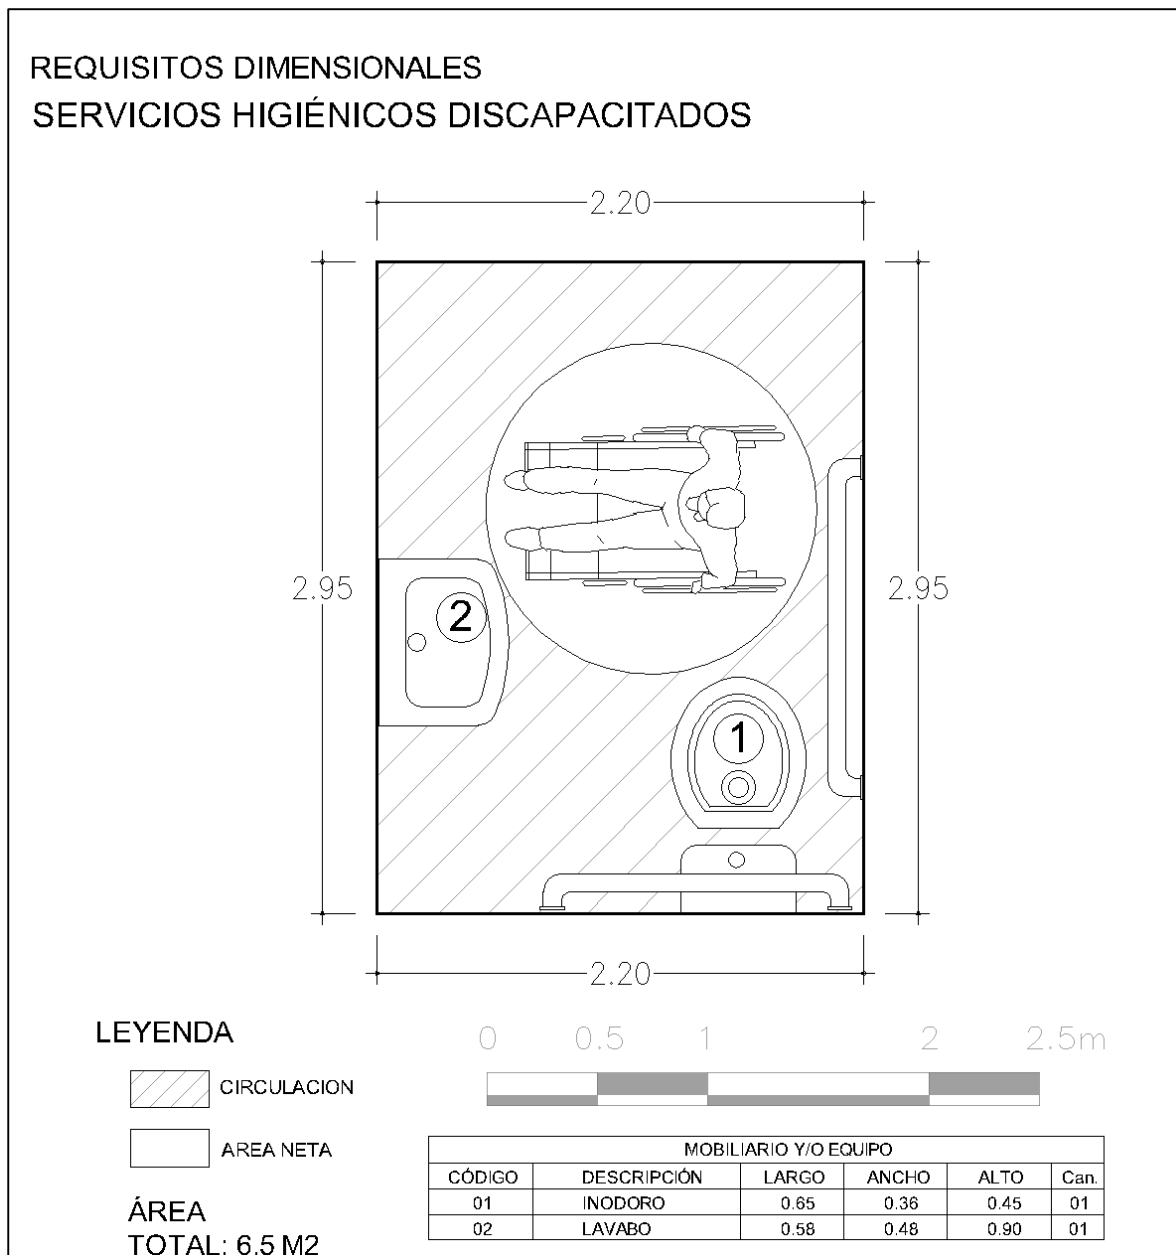 REQUISITOS DIMENSIONALES
SERVICIOS HIGIÉNICOS DISCAPACITADOS
2.20
2.95
2.95
2
1
2.20
LEYENDA
CIRCULACION
AREA NETA
ÁREA
TOTAL: 6.5 M2
0 0.5 1 2 2.5m
MOBILIARIO Y/O EQUIPO
CÓDIGO DESCRIPCIÓN LARGO ANCHO ALTO Can.
01 INODORO 0.65 0.36 0.45 01
02 LAVABO 0.58 0.48 0.90 01